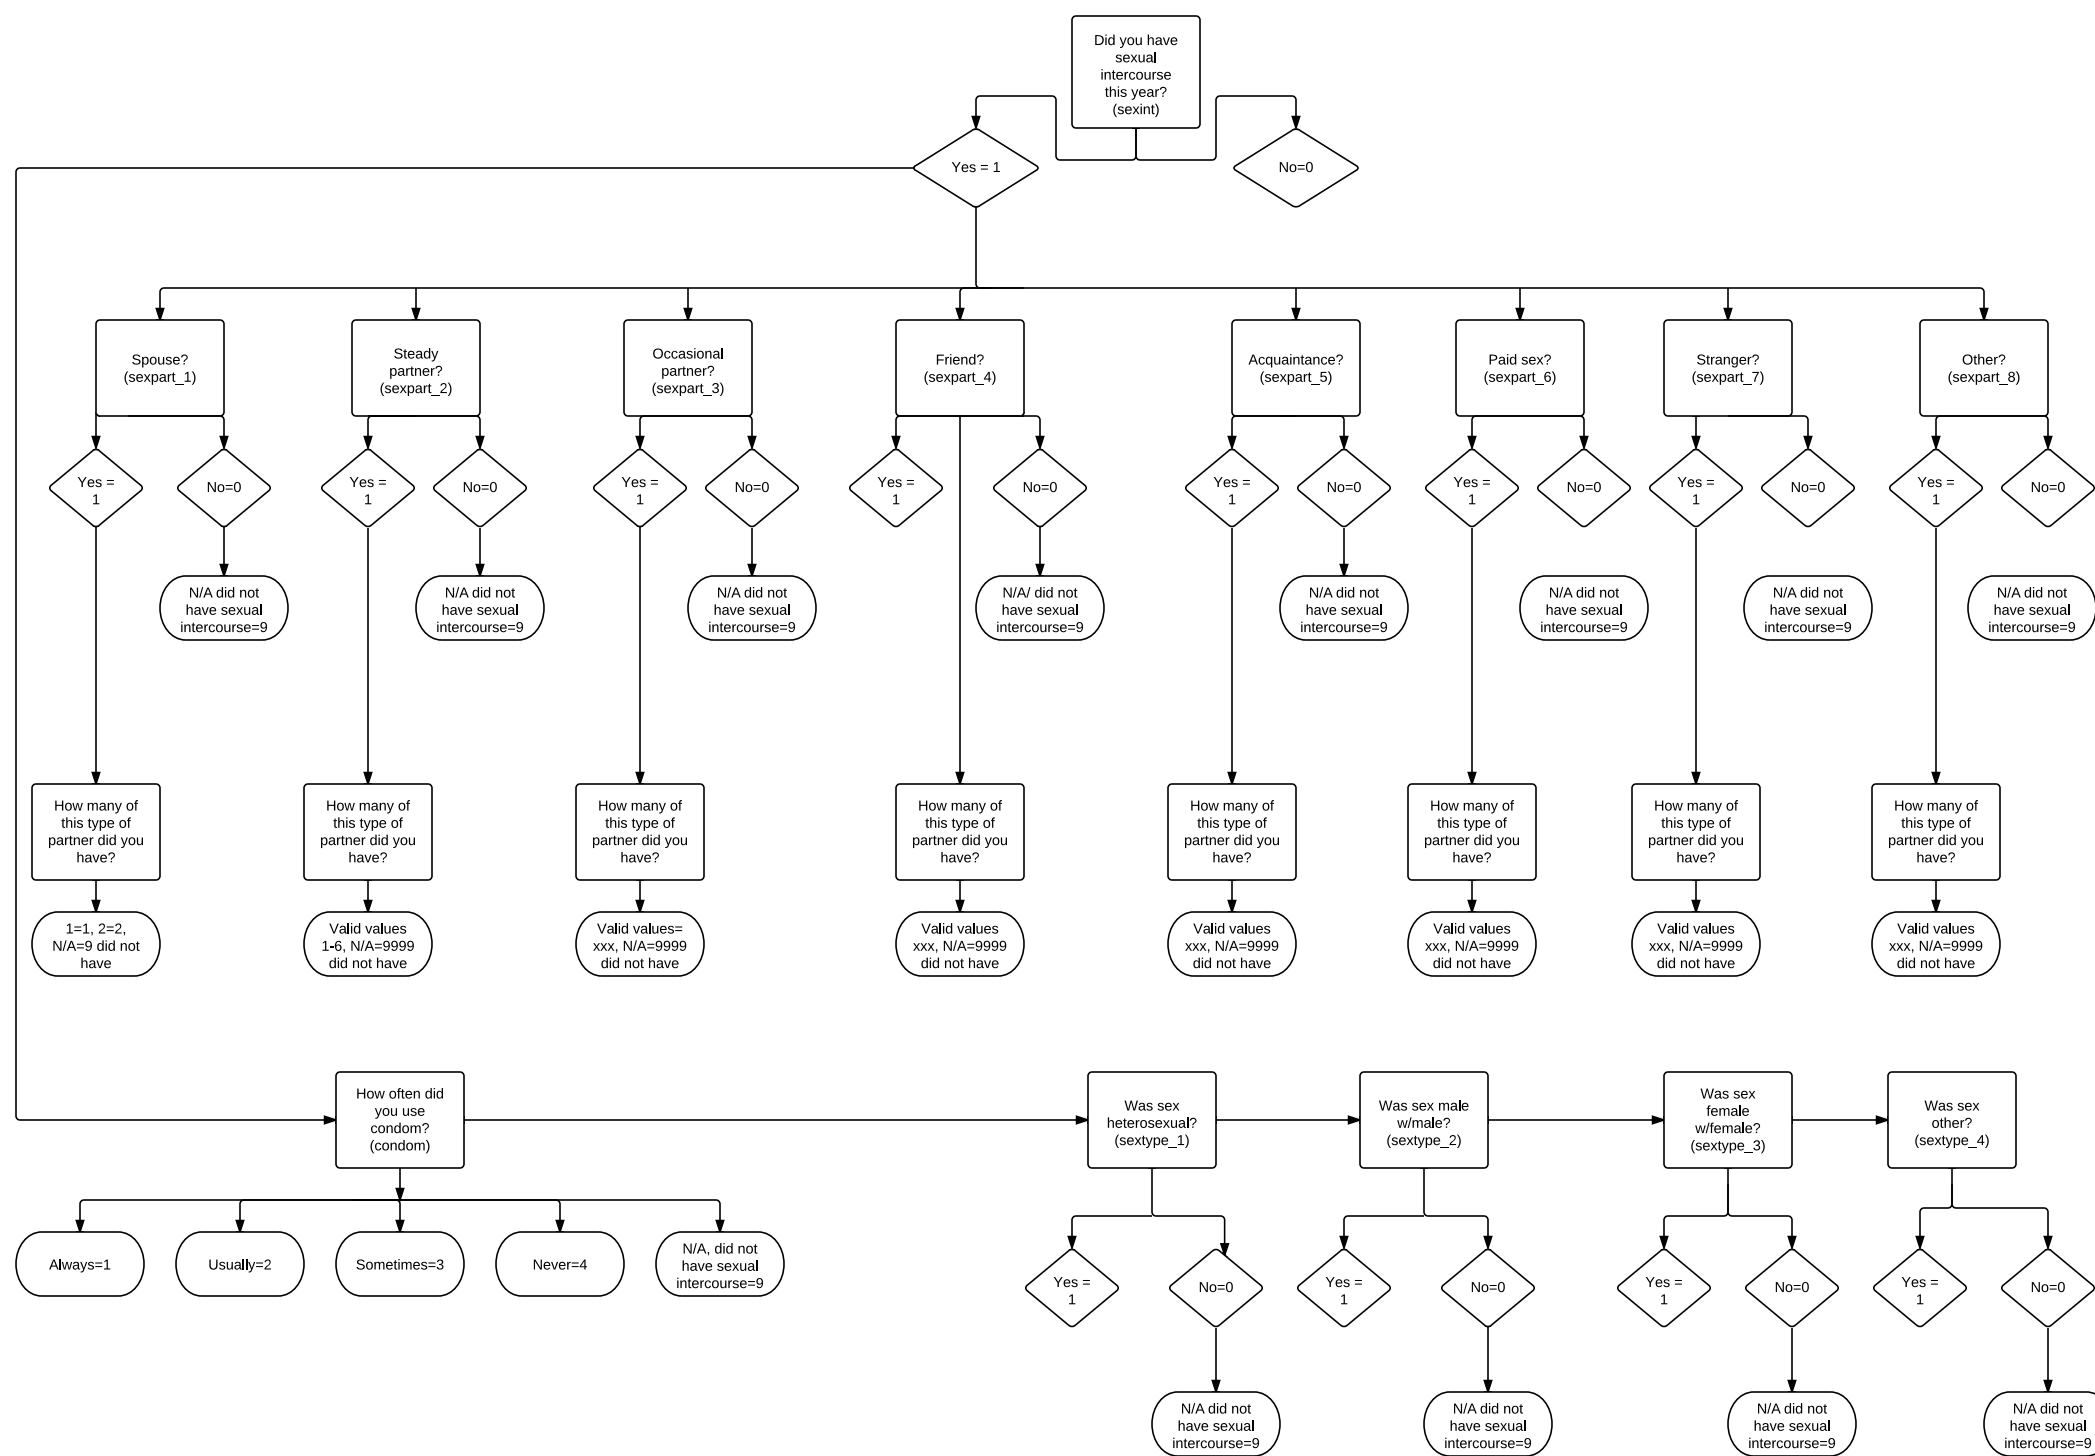 Did you have
sexual
intercourse
this year?
(sexint)
Yes = 1
No=0
Spouse?
(sexpart_1)
Steady
partner?
(sexpart_2)
Occasional
partner?
(sexpart_3)
Friend?
(sexpart_4)
Acquaintance?
(sexpart_5)
Paid sex?
(sexpart_6)
Stranger?
(sexpart_7)
Other?
(sexpart_8)
Yes =
1
No=0
Yes =
1
No=0
Yes =
1
No=0
Yes =
1
No=0
Yes =
1
No=0
Yes =
1
No=0
Yes =
1
No=0
Yes =
1
No=0
N/A did not
have sexual
intercourse=9
N/A did not
have sexual
intercourse=9
N/A did not
have sexual
intercourse=9
N/A/ did not
have sexual
intercourse=9
N/A did not
have sexual
intercourse=9
N/A did not
have sexual
intercourse=9
N/A did not
have sexual
intercourse=9
N/A did not
have sexual
intercourse=9
How many of
this type of
partner did you
have?
How many of
this type of
partner did you
have?
How many of
this type of
partner did you
have?
How many of
this type of
partner did you
have?
How many of
this type of
partner did you
have?
How many of
this type of
partner did you
have?
How many of
this type of
partner did you
have?
How many of
this type of
partner did you
have?
1=1, 2=2,
N/A=9 did not
have
Valid values
1-6, N/A=9999
did not have
Valid values=
xxx, N/A=9999
did not have
Valid values
xxx, N/A=9999
did not have
Valid values
xxx, N/A=9999
did not have
Valid values
xxx, N/A=9999
did not have
Valid values
xxx, N/A=9999
did not have
Valid values
xxx, N/A=9999
did not have
How often did
you use
condom?
(condom)
Was sex
heterosexual?
(sextype_1)
Was sex male
w/male?
(sextype_2)
Was sex
female
w/female?
(sextype_3)
Was sex
other?
(sextype_4)
Always=1
Usually=2
Sometimes=3
Never=4
N/A, did not
have sexual
intercourse=9
Yes =
1
No=0
Yes =
1
No=0
Yes =
1
No=0
Yes =
1
No=0
N/A did not
have sexual
intercourse=9
N/A did not
have sexual
intercourse=9
N/A did not
have sexual
intercourse=9
N/A did not
have sexual
intercourse=9